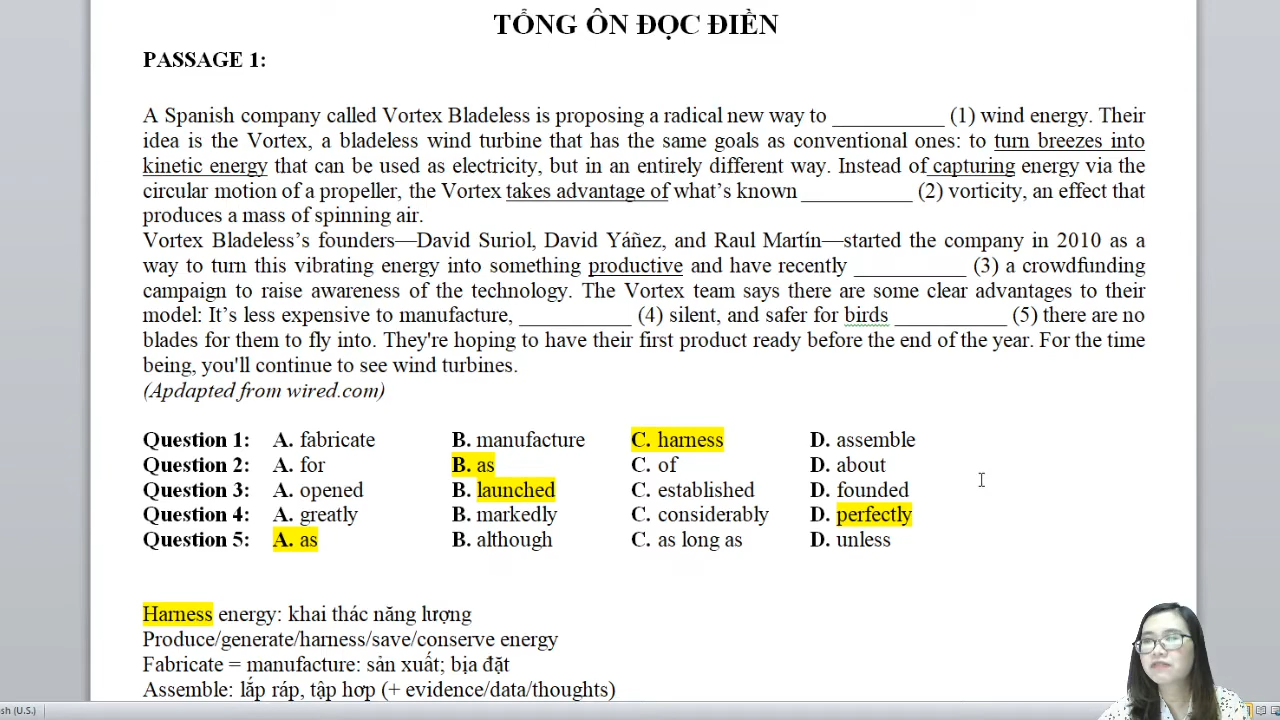 TỔNG ÔN ĐỌC ĐIỀN
PASSAGE 1:
A Spanish company called Vortex Bladeless is proposing a radical new way to __________ (1) wind energy. Their
idea is the Vortex, a bladeless wind turbine that has the same goals as conventional ones: to turn breezes into
kinetic energy that can be used as electricity, but in an entirely different way. Instead of capturing energy via the
circular motion of a propeller, the Vortex takes advantage of what's known __________ (2) vorticity, an effect that
produces a mass of spinning air.
Vortex Bladeless's founders—David Suriol, David Yáñez, and Raul Martín—started the company in 2010 as a
way to turn this vibrating energy into something productive and have recently __________ (3) a crowdfunding
campaign to raise awareness of the technology. The Vortex team says there are some clear advantages to their
model: It's less expensive to manufacture, __________ (4) silent, and safer for birds __________ (5) there are no
blades for them to fly into. They're hoping to have their first product ready before the end of the year. For the time
being, you'll continue to see wind turbines.
(Apdapted from wired.com)
Question 1: A. fabricate B. manufacture C. harness D. assemble
Question 2: A. for B. as C. of D. about
Question 3: A. opened B. launched C. established D. founded
Question 4: A. greatly B. markedly C. considerably D. perfectly
Question 5: A. as B. although C. as long as D. unless
Harness energy: khai thác năng lượng
Produce/generate/harness/save/conserve energy
Fabricate = manufacture: sản xuất; bịa đặt
Assemble: lắp ráp, tập hợp (+ evidence/data/thoughts)
sh (U.S.)